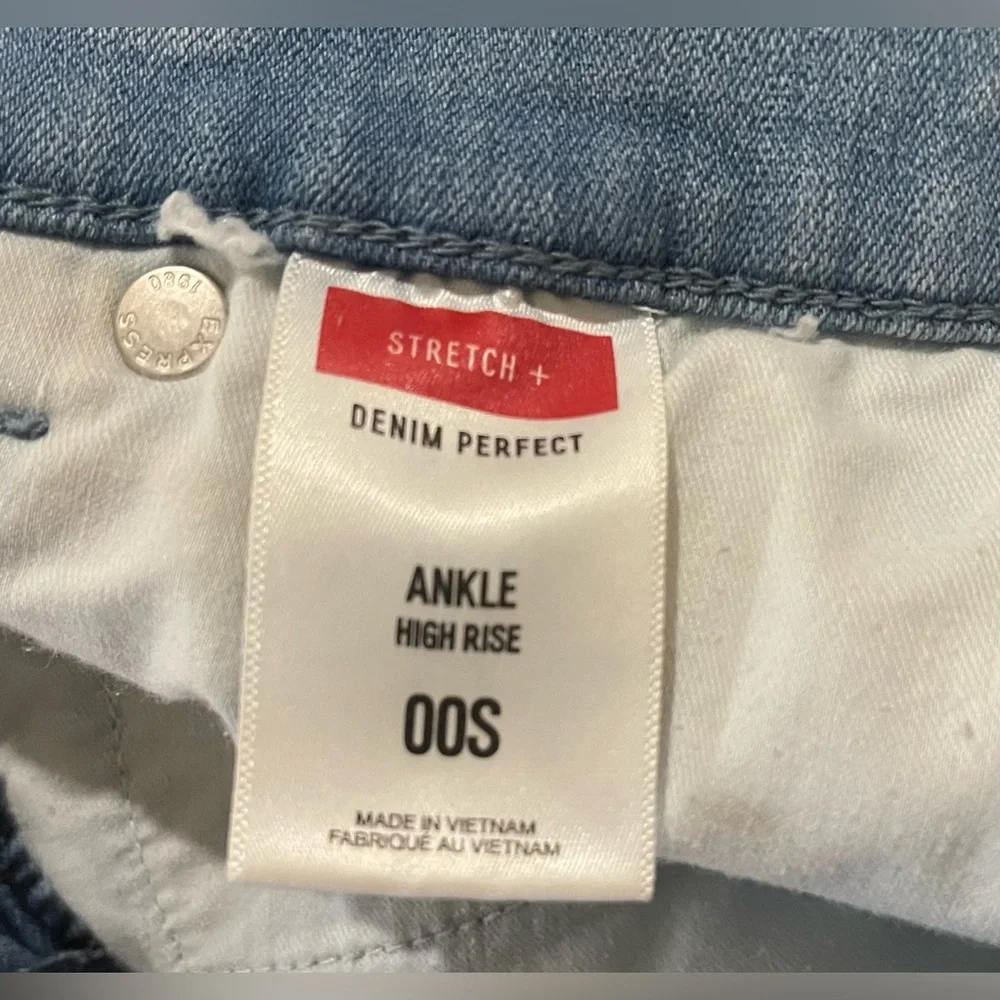 1980
EXPRESS
STRETCH +
DENIM PERFECT
ANKLE
HIGH RISE
00S
MADE IN VIETNAM
FABRIQUÉ AU VIETNAM